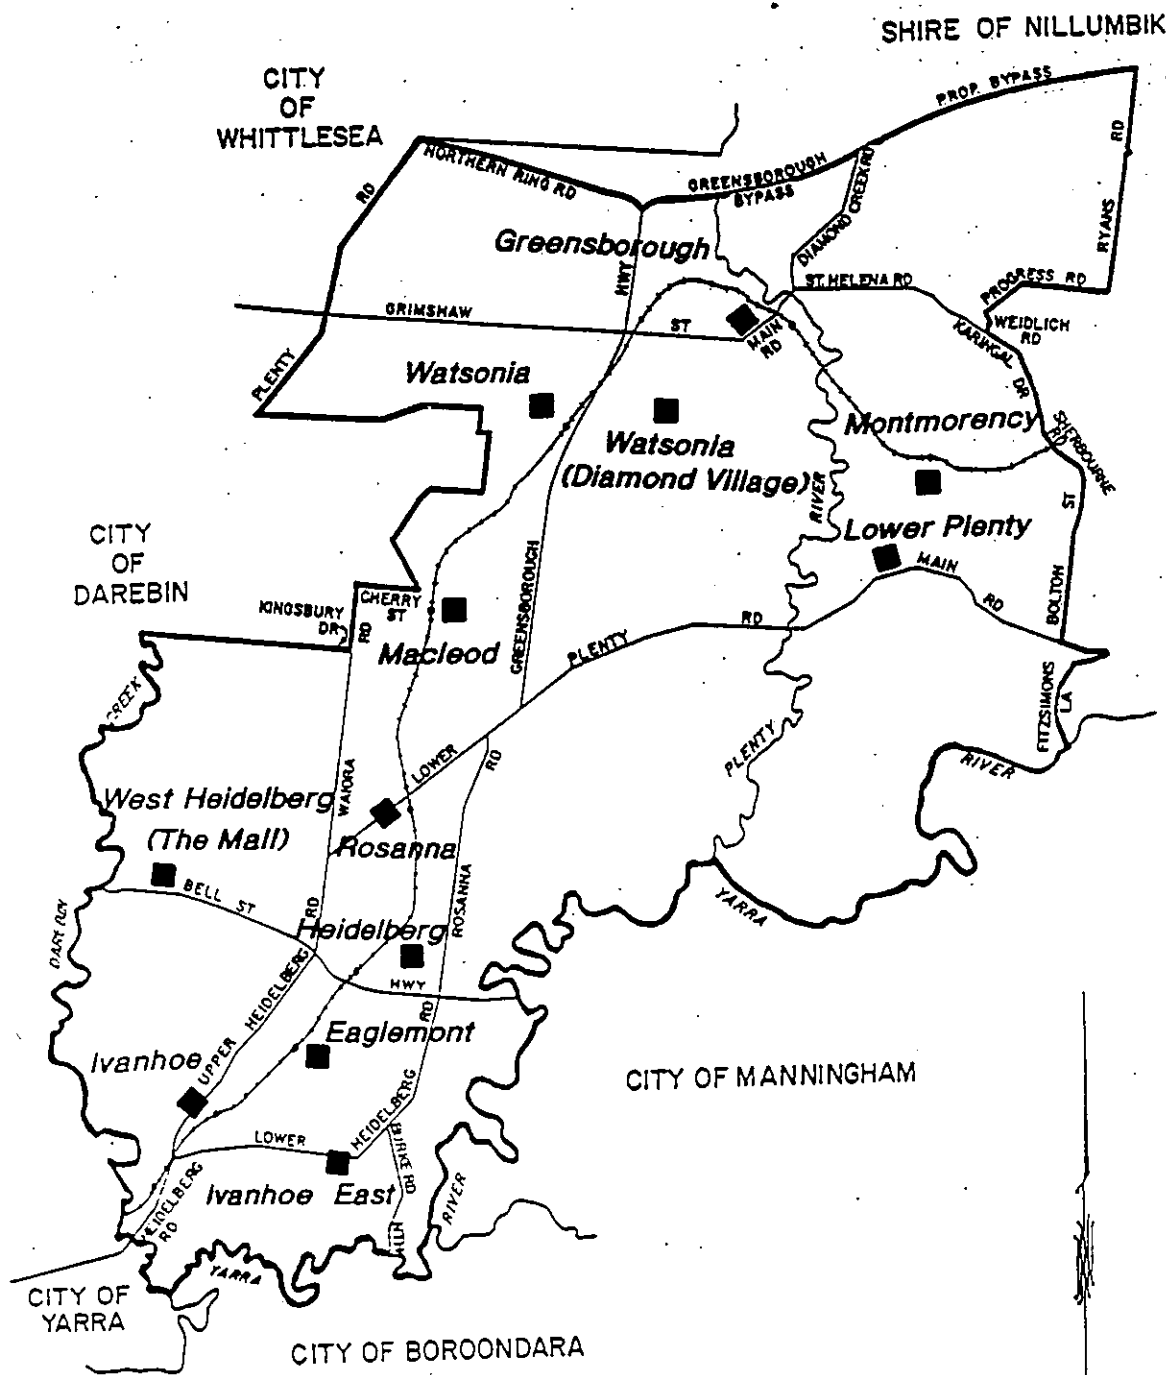 SHIRE OF NILLUMBIK
CITY
OF
WHITTLESEA
PROP. BYPASS
RD
NORTHERN RING RD
GREENSBOROUGH
BYPASS
DIAMOND CREEK RD
RYANS
RD
Greensborough
HWY
ST. HELENA RD
PROGRESS RD
GRIMSHAW
ST
MAIN
RD
WEIDLICH
RD
KARINGAL DR
PLENTY
Watsonia
Montmorency
SHERBOURNE
RD
Watsonia
(Diamond Village)
RIVER
ST
Lower Plenty
CITY
OF
DAREBIN
MAIN
RD
BOLTON
KINGSBURY
DR
CHERRY
ST
RD
GREENSBOROUGH
PLENTY
RD
Macleod
CREEK
FITZSIMONS
LA
LOWER
RD
PLENTY
RIVER
West Heidelberg
(The Mall)
WAIORA
Rosanna
BELL ST
RD
ROSANNA
YARRA
Heidelberg
HWY
UPPER HEIDELBERG
RD
Eaglemont
Ivanhoe
CITY OF MANNINGHAM
LOWER
HEIDELBERG
BURKE RD
Ivanhoe East
RIVER
HEIDELBERG
RD
YARRA
CITY OF
YARRA
CITY OF BOROONDARA